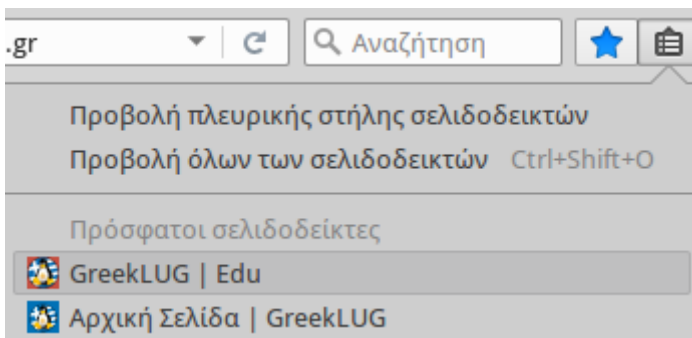 .gr Αναζήτηση
Προβολή πλευρικής στήλης σελιδοδεικτών
Προβολή όλων των σελιδοδεικτών Ctrl+Shift+O
Πρόσφατοι σελιδοδείκτες
GreekLUG | Edu
Αρχική Σελίδα | GreekLUG